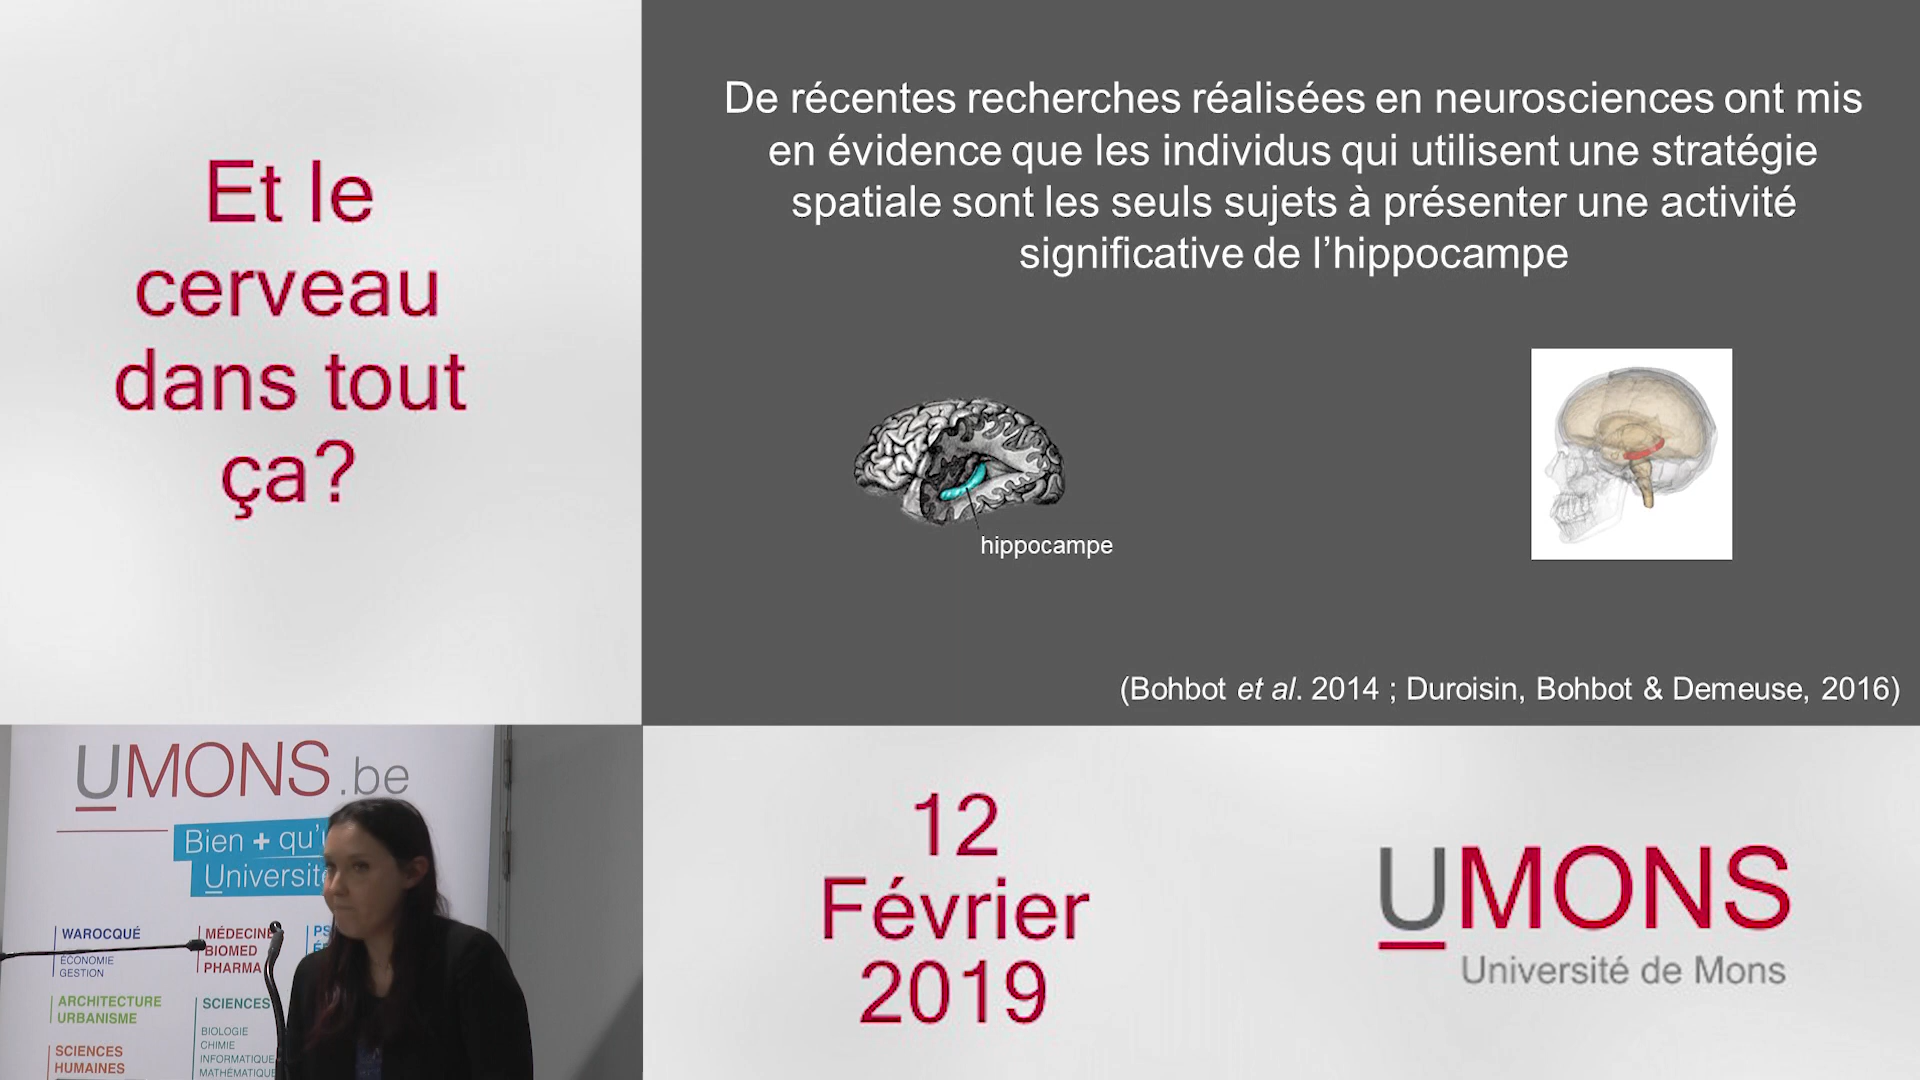 Et le
cerveau
dans tout
ça?
De récentes recherches réalisées en neurosciences ont mis
en évidence que les individus qui utilisent une stratégie
spatiale sont les seuls sujets à présenter une activité
significative de l’hippocampe
hippocampe
(Bohbot et al. 2014 ; Duroisin, Bohbot & Demeuse, 2016)
UMONS.be
Bien + qu'
Université
WAROCQUÉ
ÉCONOMIE
GESTION
ARCHITECTURE
URBANISME
SCIENCES
HUMAINES
MÉDECINE
BIOMED
PHARMA
SCIENCES
BIOLOGIE
CHIMIE
INFORMATIQUE
MATHÉMATIQUE
12
Février
2019
UMONS
Université de Mons